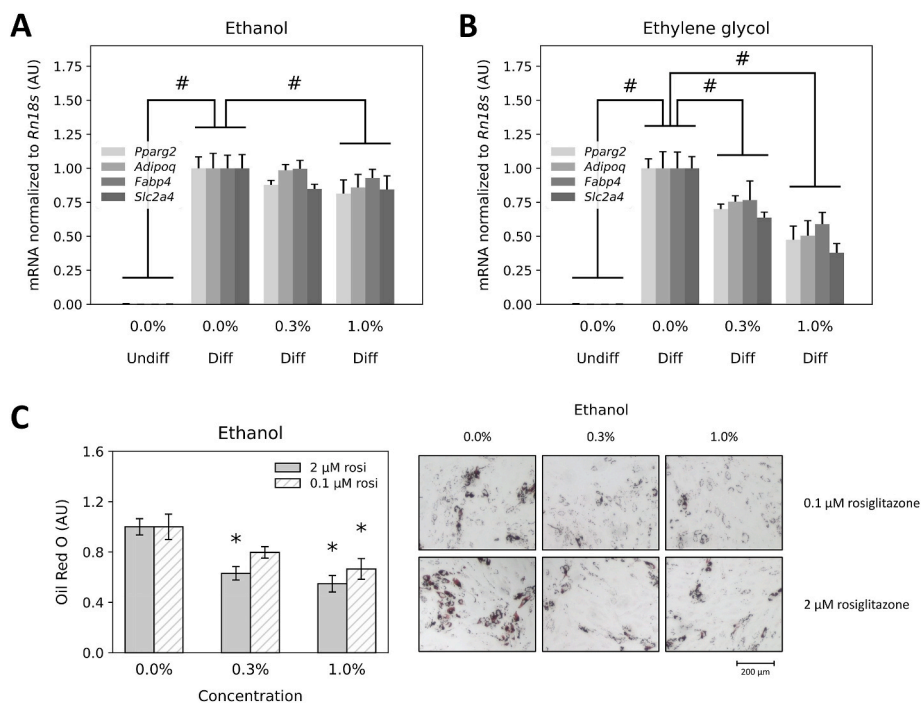 A
Ethanol
mRNA normalized to Rn18s (AU)
1.75
1.50
1.25
1.00
0.75
0.50
0.25
0.00
#
#
Pparg2
Adipoq
Fabp4
Slc2a4
0.0%
0.0%
0.3%
1.0%
Undiff
Diff
Diff
Diff
B
Ethylene glycol
mRNA normalized to Rn18s (AU)
1.75
1.50
1.25
1.00
0.75
0.50
0.25
0.00
#
#
#
Pparg2
Adipoq
Fabp4
Slc2a4
0.0%
0.0%
0.3%
1.0%
Undiff
Diff
Diff
Diff
C
Ethanol
Oil Red O (AU)
1.6
1.2
0.8
0.4
0.0
2 μM rosi
0.1 μM rosi
*
*
*
0.0%
0.3%
1.0%
Concentration
Ethanol
0.0%
0.3%
1.0%
0.1 μM rosiglitazone
2 μM rosiglitazone
200 μm